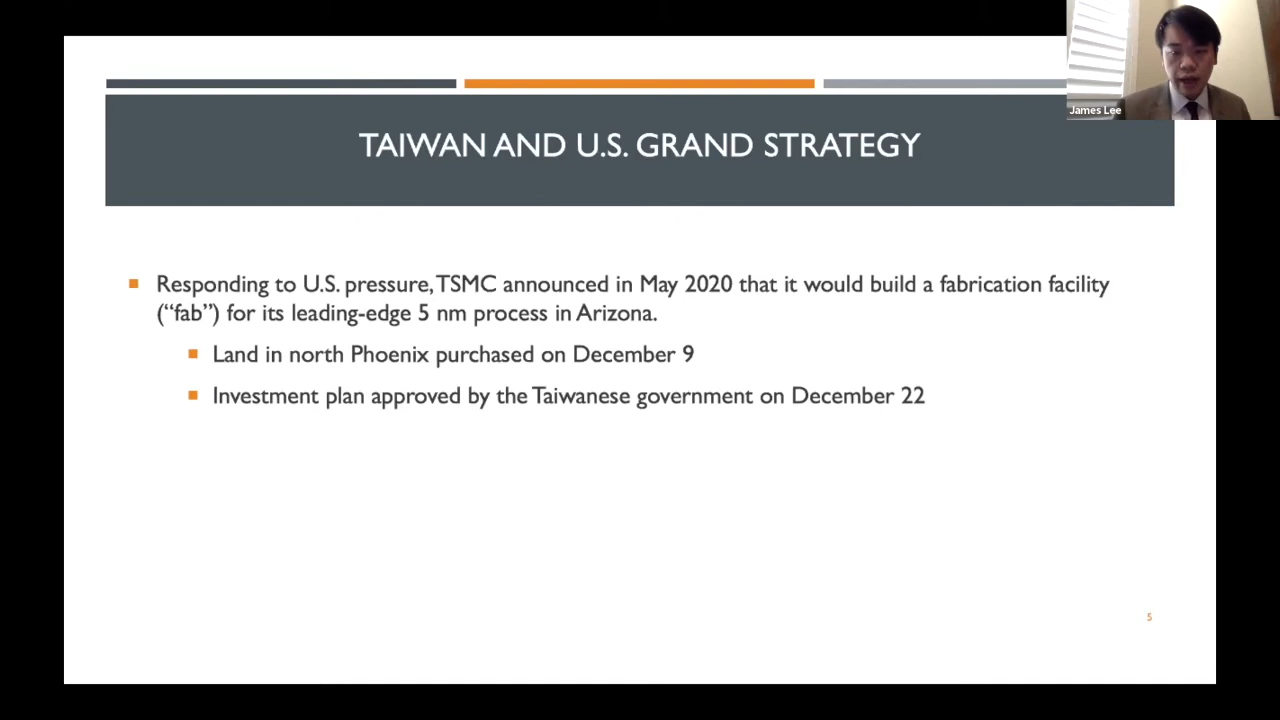 James Lee
TAIWAN AND U.S. GRAND STRATEGY
Responding to U.S. pressure, TSMC announced in May 2020 that it would build a fabrication facility
(“fab”) for its leading-edge 5 nm process in Arizona.
Land in north Phoenix purchased on December 9
Investment plan approved by the Taiwanese government on December 22
5